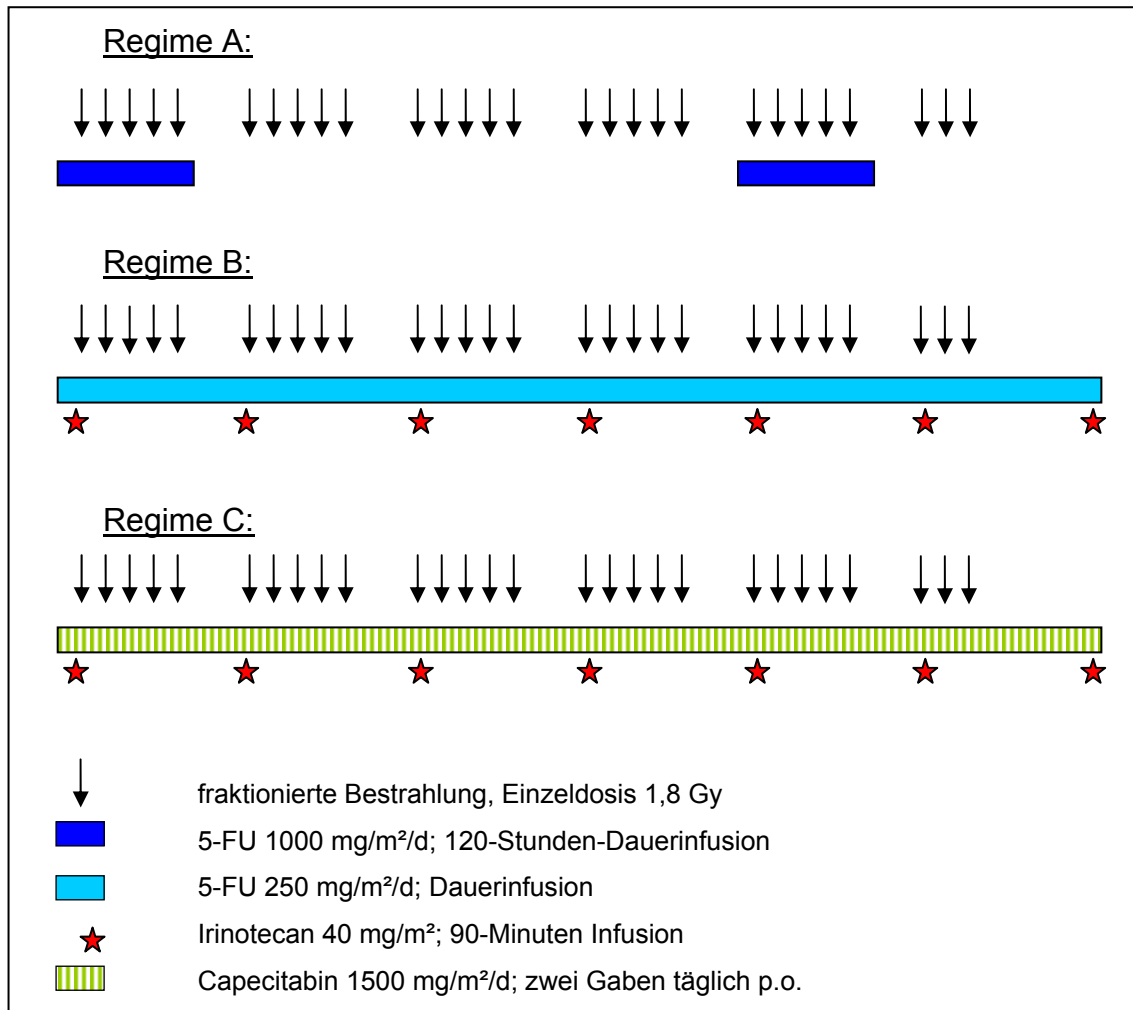 Regime A:
Regime B:
Regime C:
fraktionierte Bestrahlung, Einzeldosis 1,8 Gy
5-FU 1000 mg/m²/d; 120-Stunden-Dauerinfusion
5-FU 250 mg/m²/d; Dauerinfusion
Irinotecan 40 mg/m²; 90-Minuten Infusion
Capecitabin 1500 mg/m²/d; zwei Gaben täglich p.o.